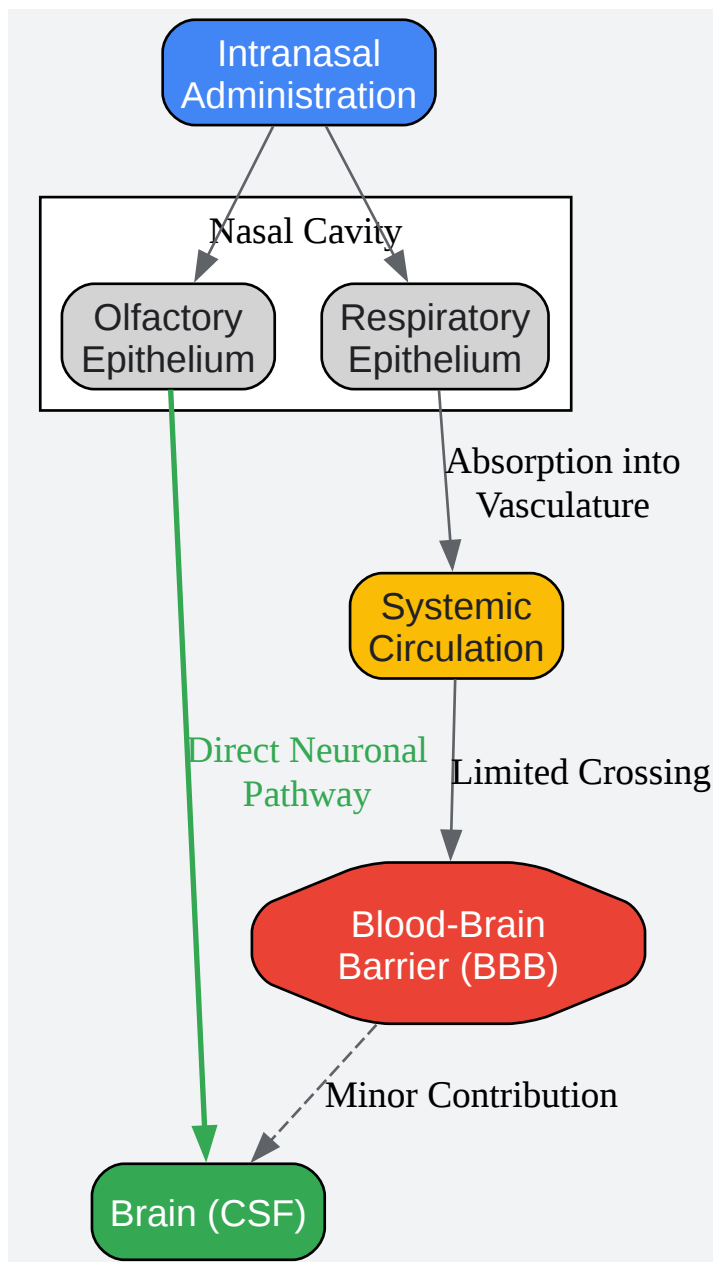 Intranasal
Administration
Nasal Cavity
Olfactory
Epithelium
Respiratory
Epithelium
Absorption into
Vasculature
Systemic
Circulation
Direct Neuronal
Pathway
Limited Crossing
Blood-Brain
Barrier (BBB)
Minor Contribution
Brain (CSF)